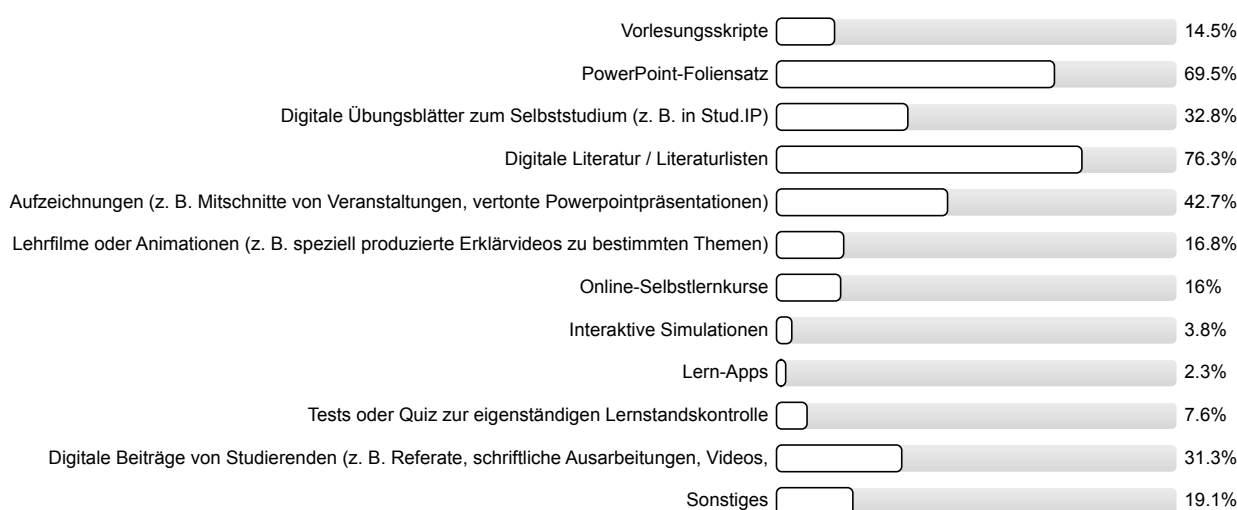 Vorlesungsskripte 14.5%
PowerPoint-Foliensatz 69.5%
Digitale Übungsblätter zum Selbststudium (z. B. in Stud.IP) 32.8%
Digitale Literatur / Literaturlisten 76.3%
Aufzeichnungen (z. B. Mitschnitte von Veranstaltungen, vertonte Powerpointpräsentationen) 42.7%
Lehrfilme oder Animationen (z. B. speziell produzierte Erklärvideos zu bestimmten Themen) 16.8%
Online-Selbstlernkurse 16%
Interaktive Simulationen 3.8%
Lern-Apps 2.3%
Tests oder Quiz zur eigenständigen Lernstandskontrolle 7.6%
Digitale Beiträge von Studierenden (z. B. Referate, schriftliche Ausarbeitungen, Videos, 31.3%
Sonstiges 19.1%